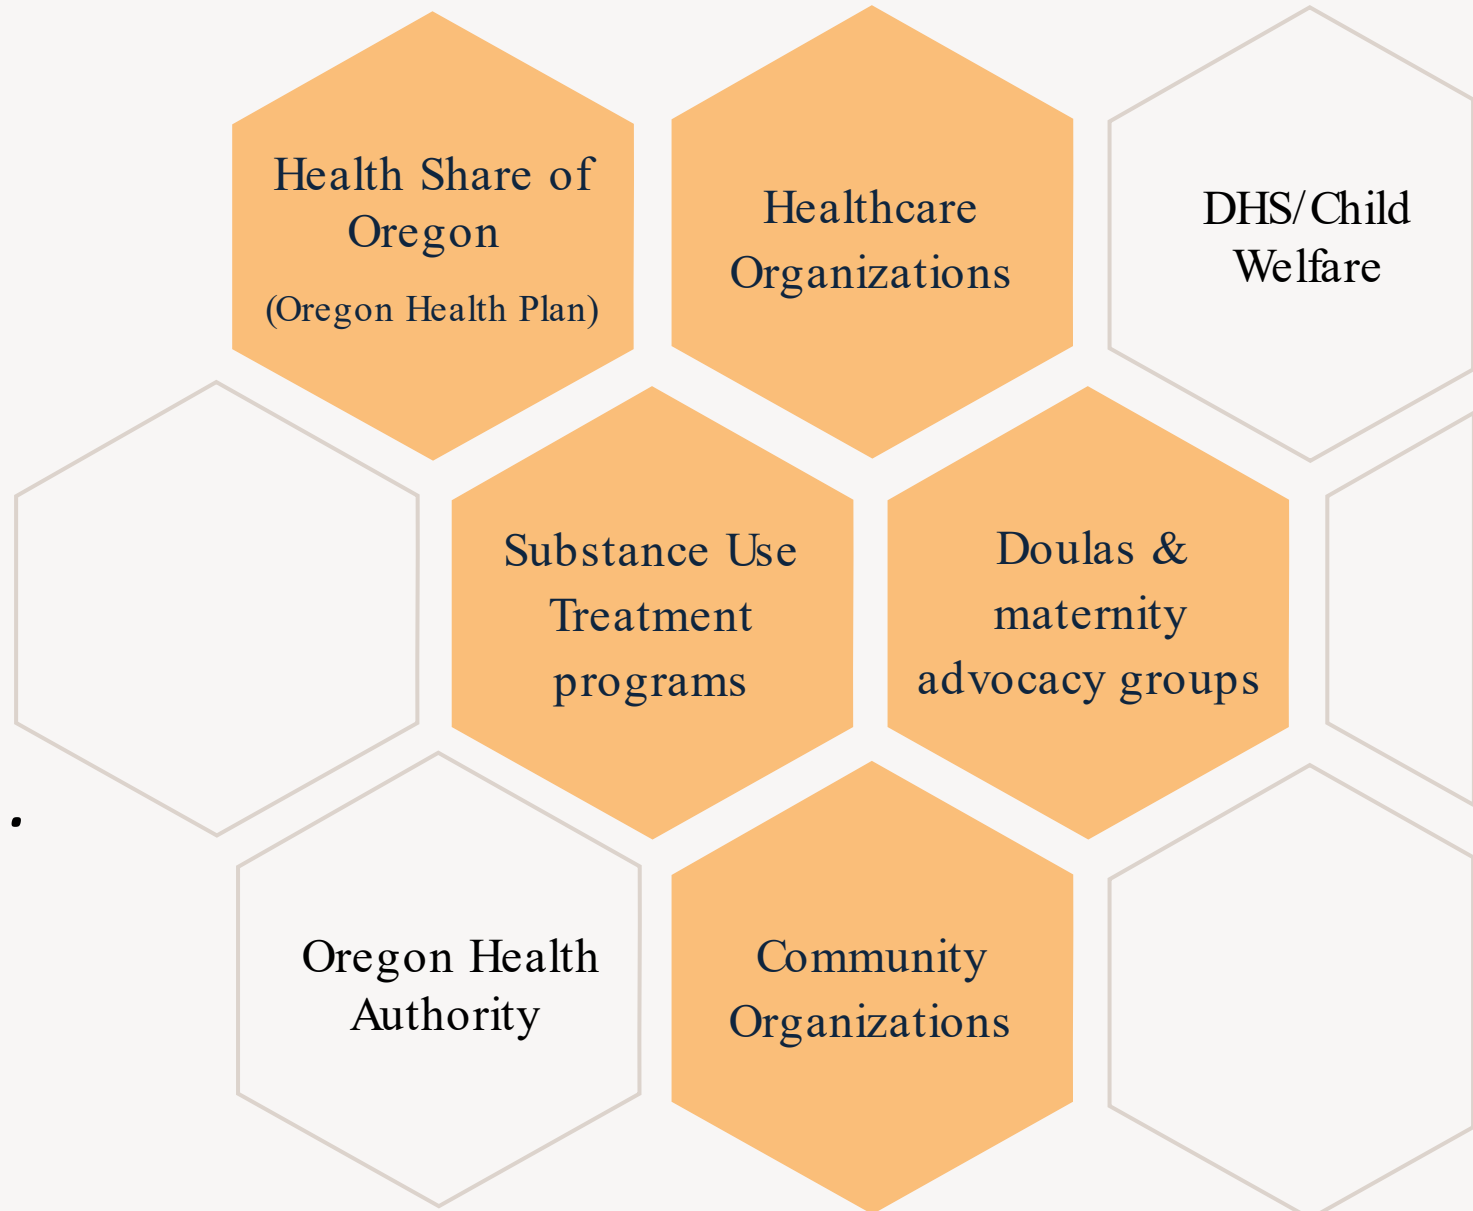 Health Share of
Oregon
(Oregon Health Plan)
Healthcare
Organizations
DHS/Child
Welfare
Substance Use
Treatment
programs
Doulas &
maternity
advocacy groups
.
Oregon Health
Authority
Community
Organizations